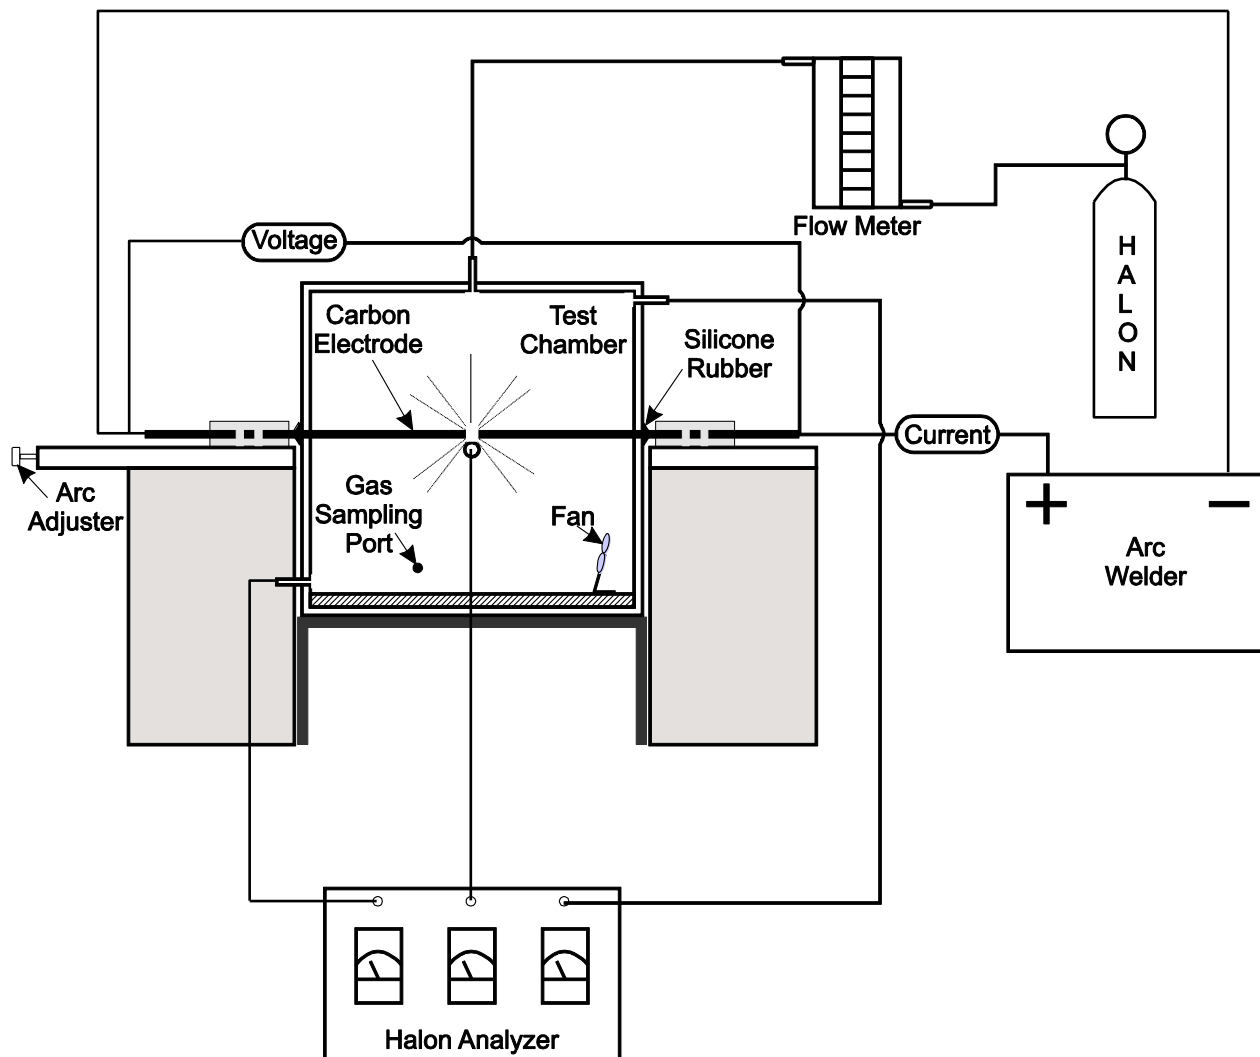 Flow Meter
Voltage
H
A
L
O
N
Carbon
Electrode
Test
Chamber
Silicone
Rubber
Current
Arc
Adjuster
Gas
Sampling
Port
Fan
+
−
Arc
Welder
Halon Analyzer